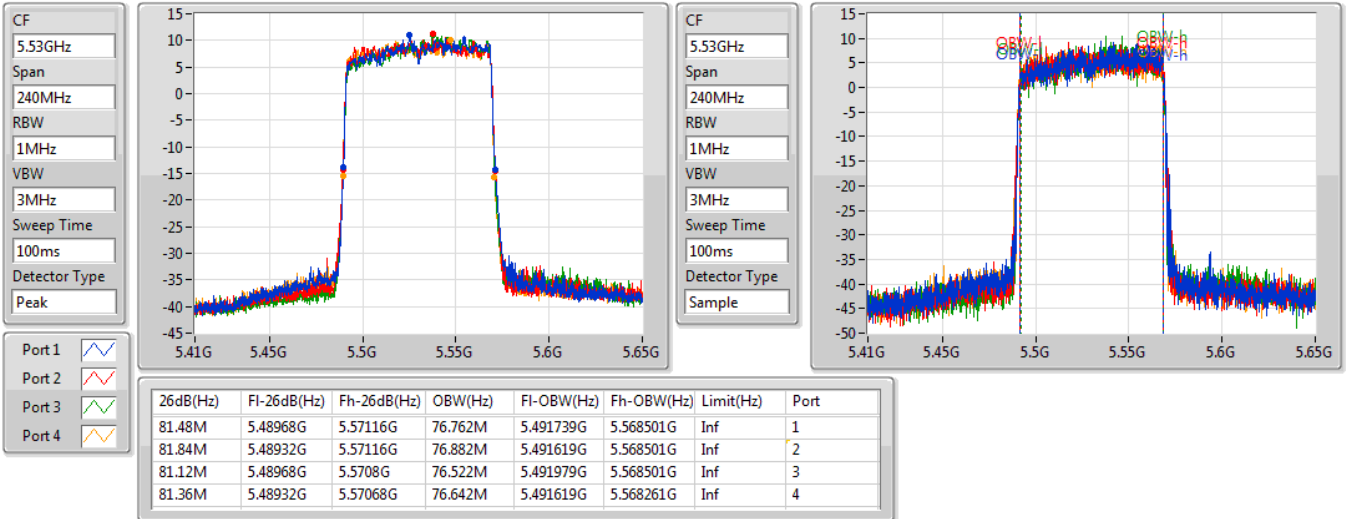 CF
5.53GHz
Span
240MHz
RBW
1MHz
VBW
3MHz
Sweep Time
100ms
Detector Type
Peak
15
10
5
0
-5
-10
-15
-20
-25
-30
-35
-40
-45
5.41G 5.45G 5.5G 5.55G 5.6G 5.65G
CF
5.53GHz
Span
240MHz
RBW
1MHz
VBW
3MHz
Sweep Time
100ms
Detector Type
Sample
15
10
5
0
-5
-10
-15
-20
-25
-30
-35
-40
-45
-50
OBW-h
OBW-h
OBW-h
5.41G 5.45G 5.5G 5.55G 5.6G 5.65G
Port 1
Port 2
Port 3
Port 4
26dB(Hz) Fl-26dB(Hz) Fh-26dB(Hz) OBW(Hz) Fl-OBW(Hz) Fh-OBW(Hz) Limit(Hz) Port
81.48M 5.48968G 5.57116G 76.762M 5.491739G 5.568501G Inf 1
81.84M 5.48932G 5.57116G 76.882M 5.491619G 5.568501G Inf 2
81.12M 5.48968G 5.5708G 76.522M 5.491979G 5.568501G Inf 3
81.36M 5.48932G 5.57068G 76.642M 5.491619G 5.568261G Inf 4